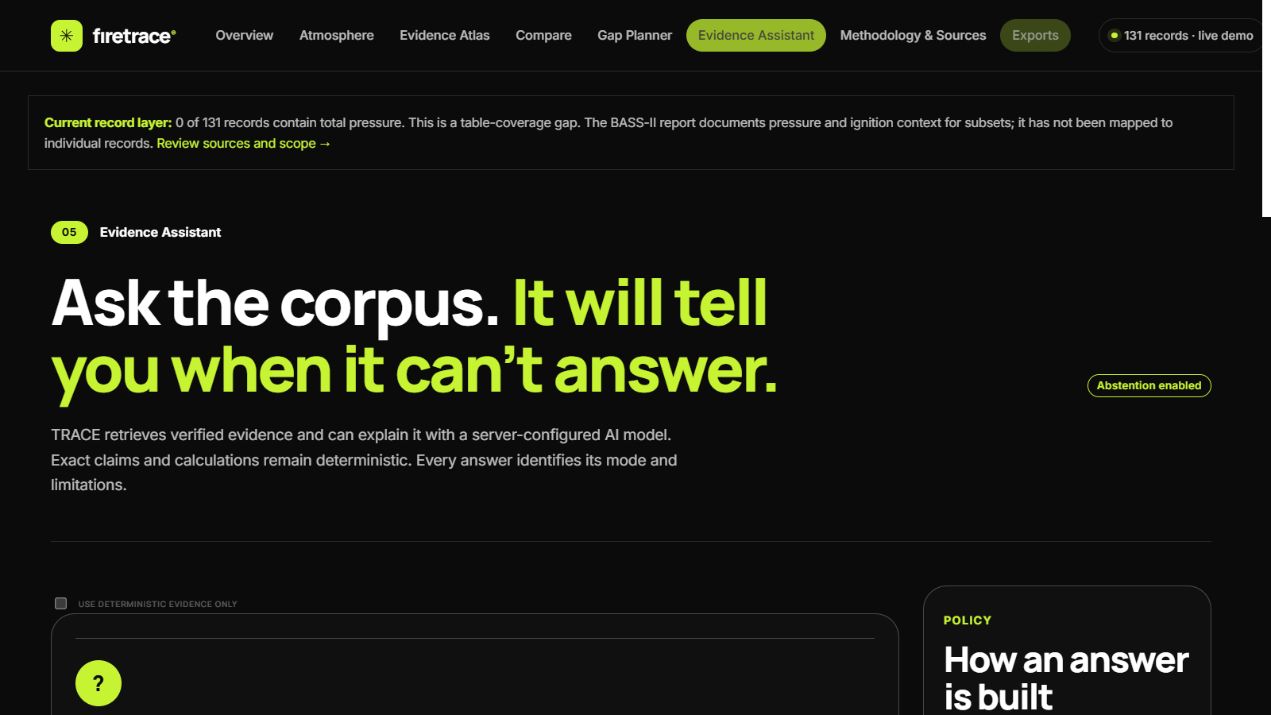 firetrace
Overview
Atmosphere
Evidence Atlas
Compare
Gap Planner
Evidence Assistant
Methodology & Sources
Exports
131 records · live demo
Current record layer: 0 of 131 records contain total pressure. This is a table-coverage gap. The BASS-II report documents pressure and ignition context for subsets; it has not been mapped to
individual records. Review sources and scope →
05 Evidence Assistant
Ask the corpus. It will tell
you when it can’t answer.
Abstention enabled
TRACE retrieves verified evidence and can explain it with a server-configured AI model.
Exact claims and calculations remain deterministic. Every answer identifies its mode and
limitations.
USE DETERMINISTIC EVIDENCE ONLY
?
POLICY
How an answer
is built